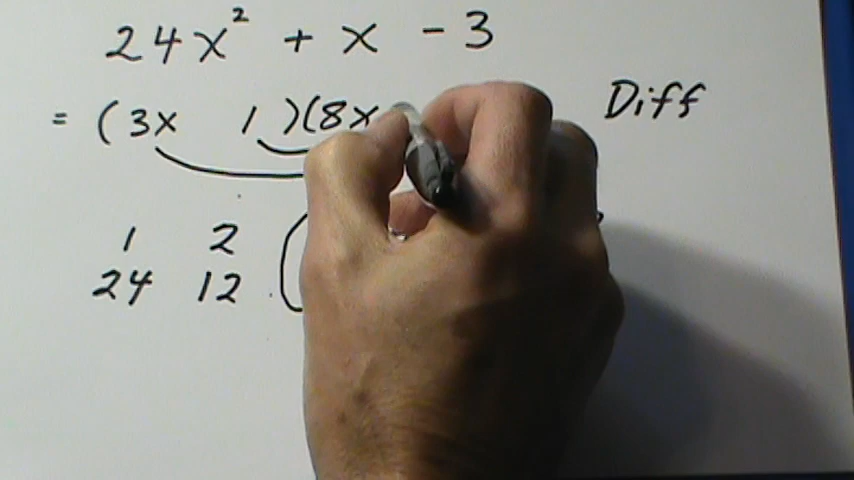 24x² + x - 3
= (3x 1)(8x
Diff
1 2 (
24 12